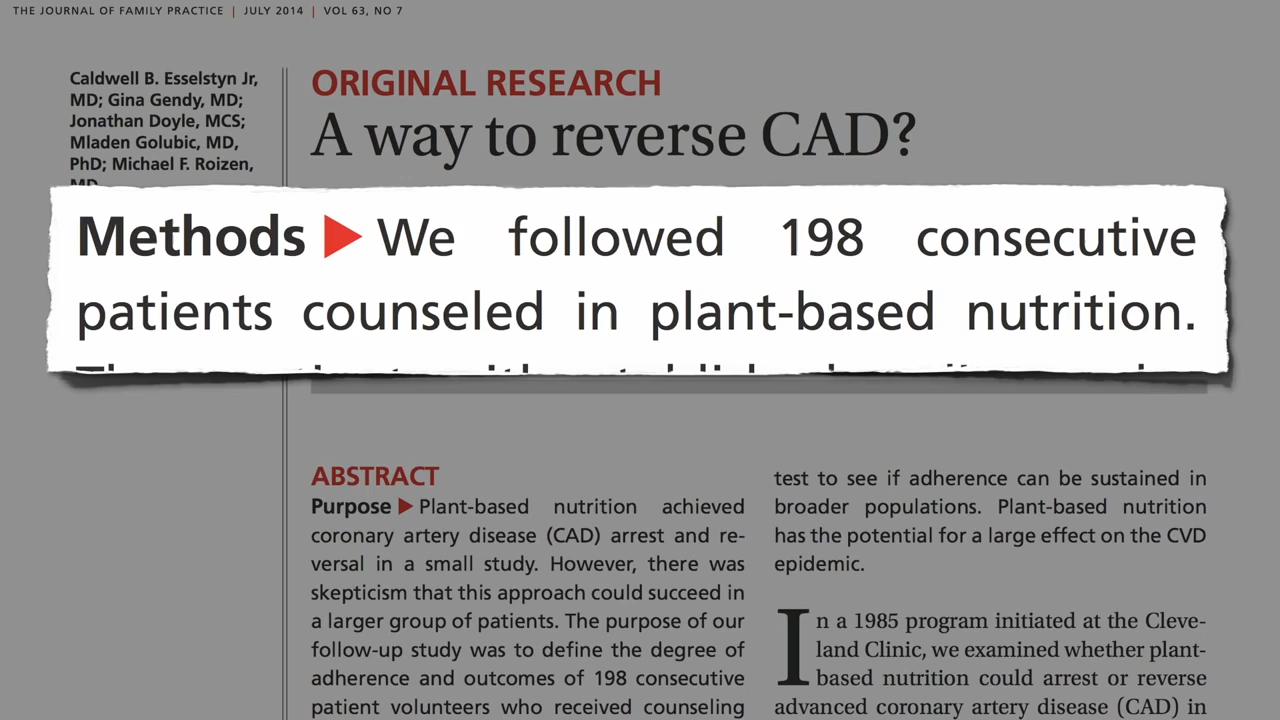 THE JOURNAL OF FAMILY PRACTICE | JULY 2014 | VOL 63, NO 7
Caldwell B. Esselstyn Jr,
MD; Gina Gendy, MD;
Jonathan Doyle, MCS;
Mladen Golubic, MD,
PhD; Michael F. Roizen,
MD
ORIGINAL RESEARCH
A way to reverse CAD?
Methods ▶ We followed 198 consecutive
patients counseled in plant-based nutrition.
ABSTRACT
Purpose ▶ Plant-based nutrition achieved
coronary artery disease (CAD) arrest and re-
versal in a small study. However, there was
skepticism that this approach could succeed in
a larger group of patients. The purpose of our
follow-up study was to define the degree of
adherence and outcomes of 198 consecutive
patient volunteers who received counseling
test to see if adherence can be sustained in
broader populations. Plant-based nutrition
has the potential for a large effect on the CVD
epidemic.
In a 1985 program initiated at the Cleve-
land Clinic, we examined whether plant-
based nutrition could arrest or reverse
advanced coronary artery disease (CAD) in